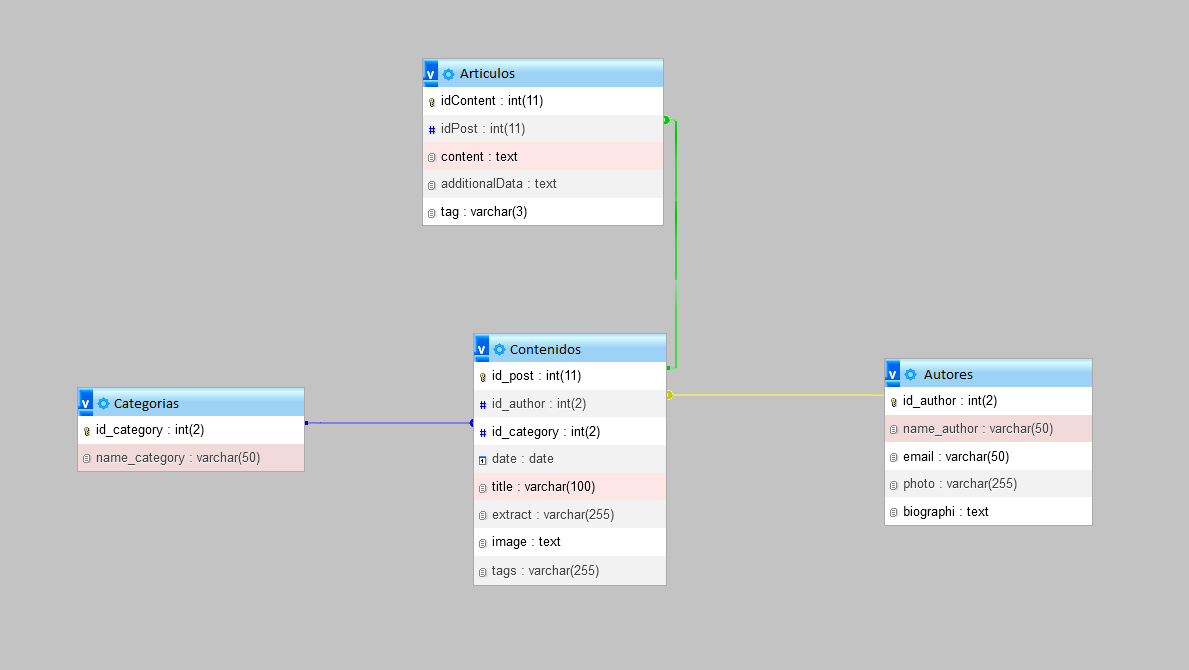 v Articulos
idContent : int(11)
# idPost : int(11)
content : text
additionalData : text
tag : varchar(3)
v Contenidos
id_post : int(11)
# id_author : int(2)
# id_category : int(2)
date : date
title : varchar(100)
extract : varchar(255)
image : text
tags : varchar(255)
v Categorias
id_category : int(2)
name_category : varchar(50)
v Autores
id_author : int(2)
name_author : varchar(50)
email : varchar(50)
photo : varchar(255)
biographi : text